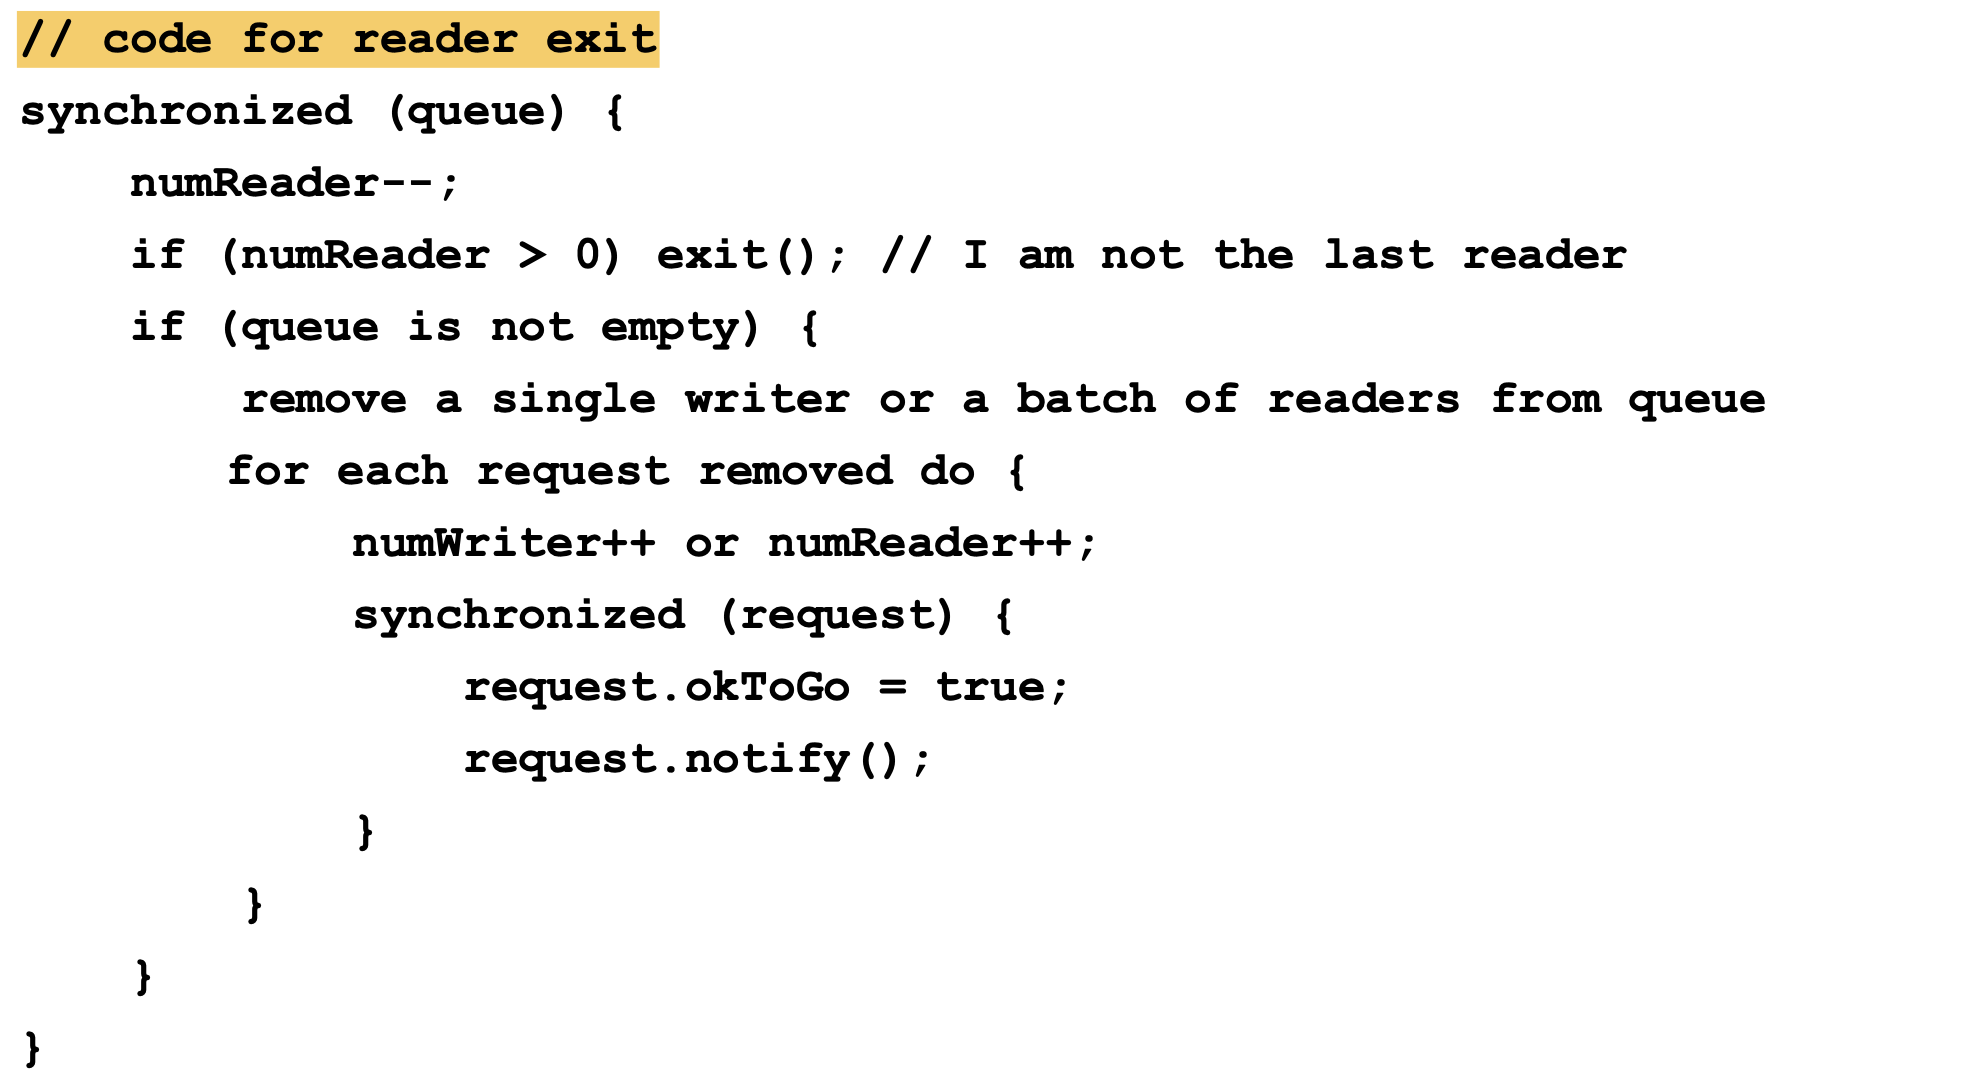 // code for reader exit
synchronized (queue) {
     numReader--;
     if (numReader > 0) exit(); // I am not the last reader
     if (queue is not empty) {
          remove a single writer or a batch of readers from queue
         for each request removed do {
               numWriter++ or numReader++;
               synchronized (request) {
                    request.okToGo = true;
                    request.notify();
               }
          }
     }
}